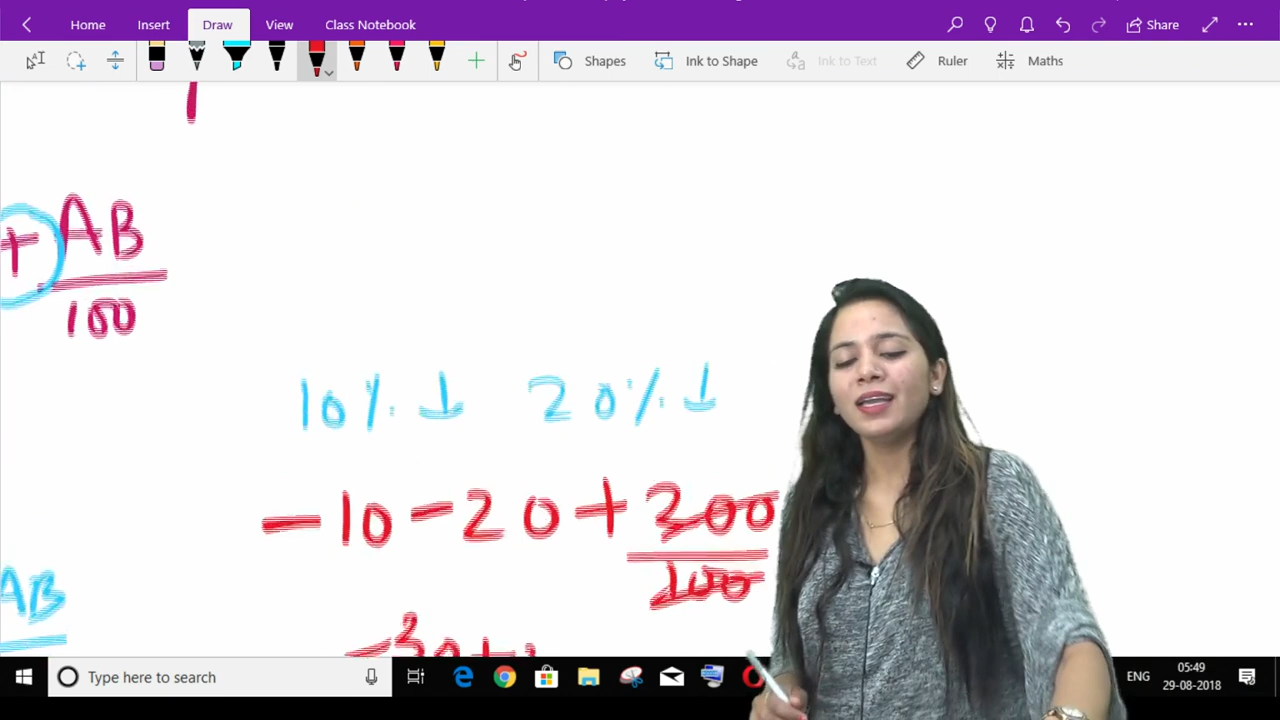 Home Insert Draw View Class Notebook Share
Shapes Ink to Shape Ink to Text Ruler Maths
+ AB
100
10% ↓ 20% ↓
-10 -20 + 200
100
AB
-30 +
Type here to search
ENG
05:49
29-08-2018